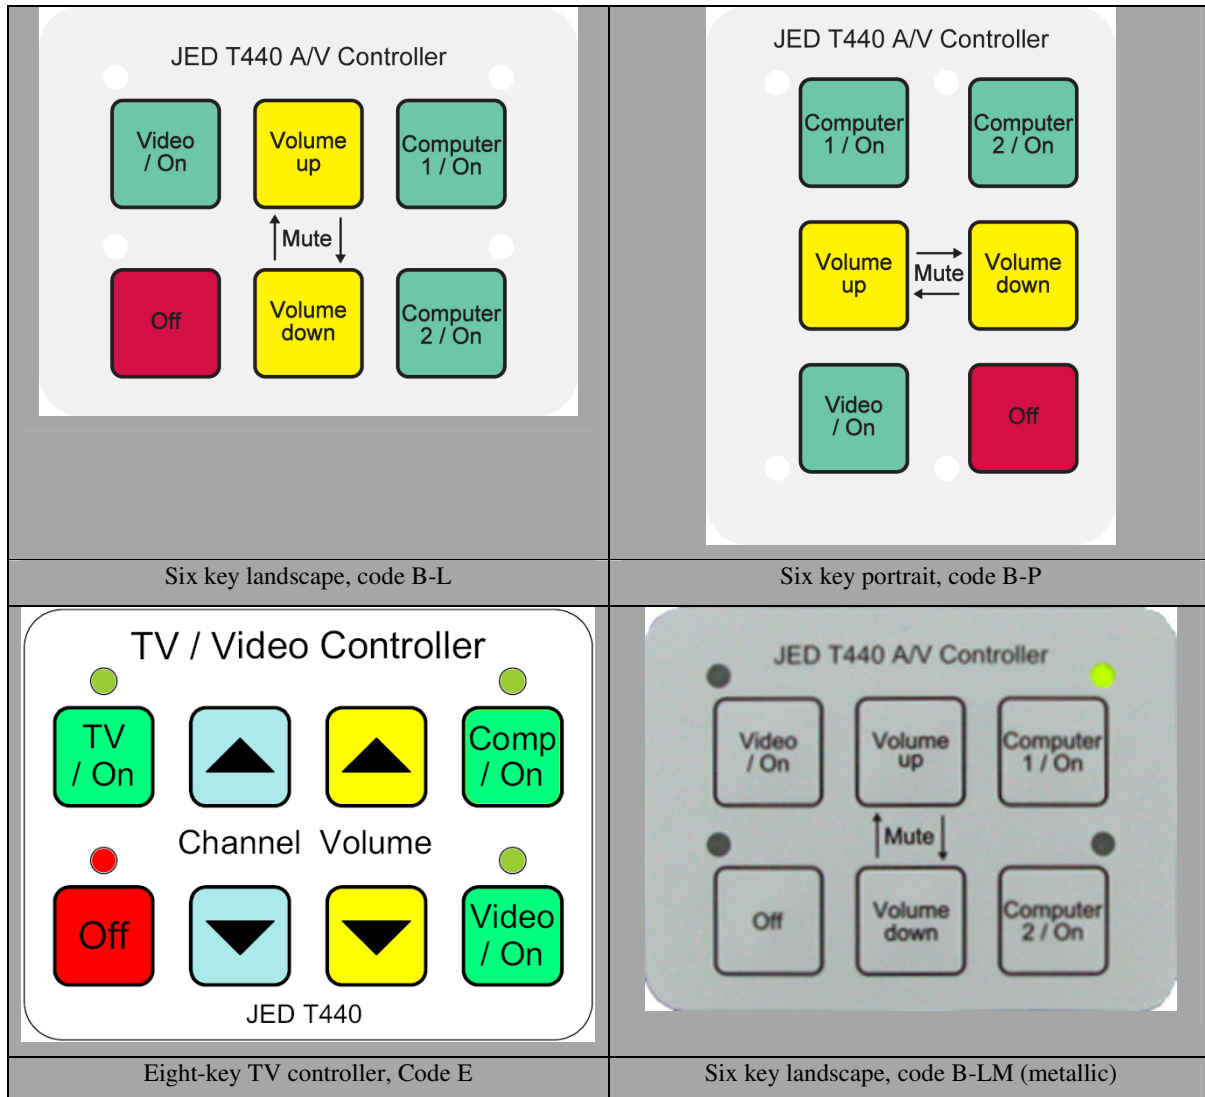 JED T440 A/V Controller
Video
/ On
Volume
up
Computer
1 / On
Mute
Off
Volume
down
Computer
2 / On
Six key landscape, code B-L
JED T440 A/V Controller
Computer
1 / On
Computer
2 / On
Volume
up
Mute
Volume
down
Video
/ On
Off
Six key portrait, code B-P
TV / Video Controller
TV
/ On
Comp
/ On
Channel Volume
Off
Video
/ On
JED T440
Eight-key TV controller, Code E
JED T440 A/V Controller
Video
/ On
Volume
up
Computer
1 / On
Mute
Off
Volume
down
Computer
2 / On
Six key landscape, code B-LM (metallic)